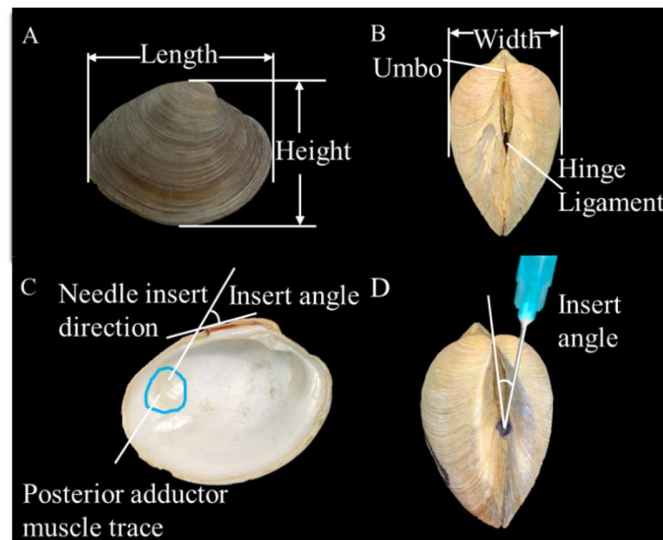 A
Length
Height
B
Width
Umbo
Hinge
Ligament
C
Needle insert
direction
Insert angle
Posterior adductor
muscle trace
D
Insert
angle